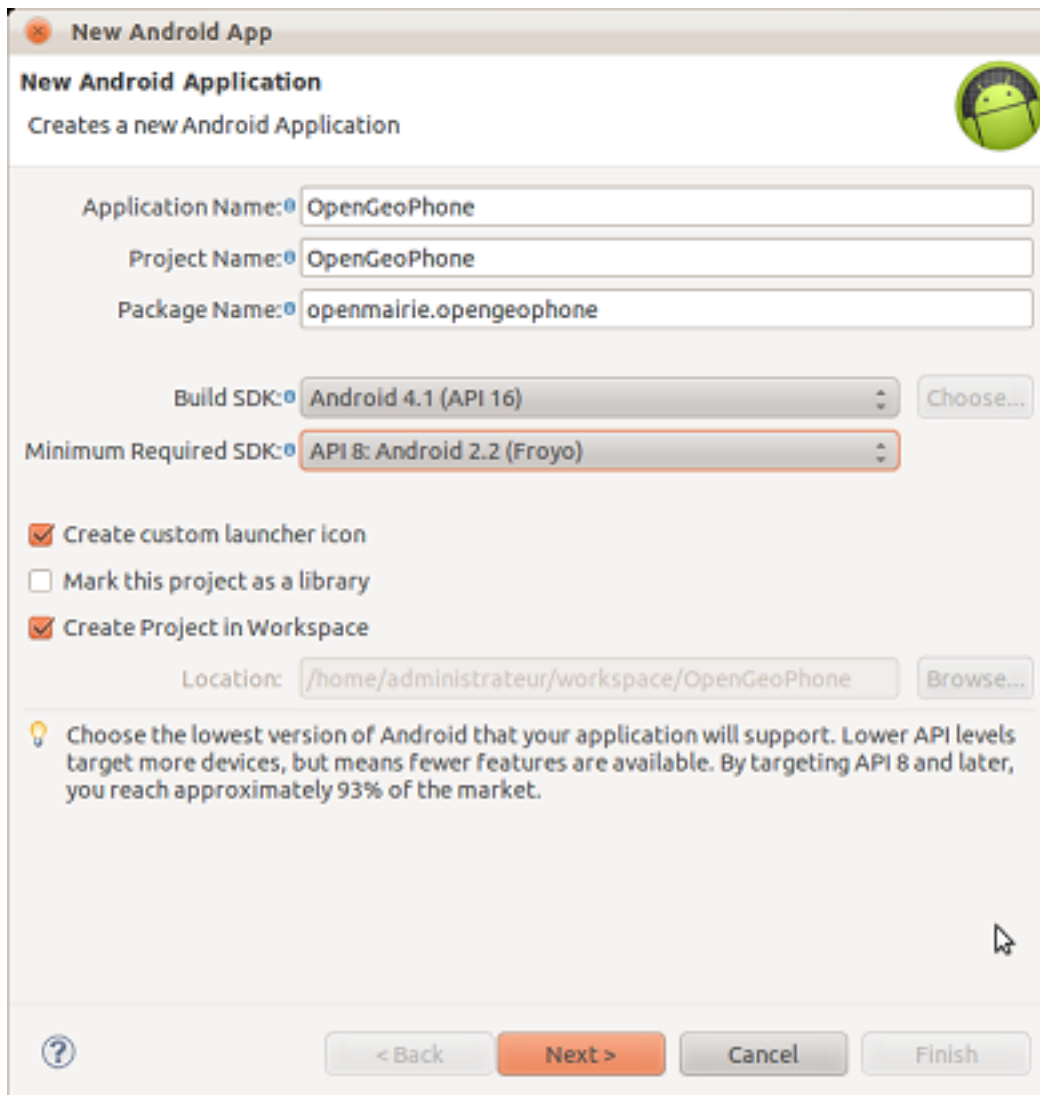 New Android App
New Android Application
Creates a new Android Application
Application Name: OpenGeoPhone
Project Name: OpenGeoPhone
Package Name: openmairie.opengeophone
Build SDK: Android 4.1 (API 16) Choose...
Minimum Required SDK: API 8: Android 2.2 (Froyo)
Create custom launcher icon
Mark this project as a library
Create Project in Workspace
Location: /home/administrateur/workspace/OpenGeoPhone Browse...
Choose the lowest version of Android that your application will support. Lower API levels
target more devices, but means fewer features are available. By targeting API 8 and later,
you reach approximately 93% of the market.
? < Back Next > Cancel Finish